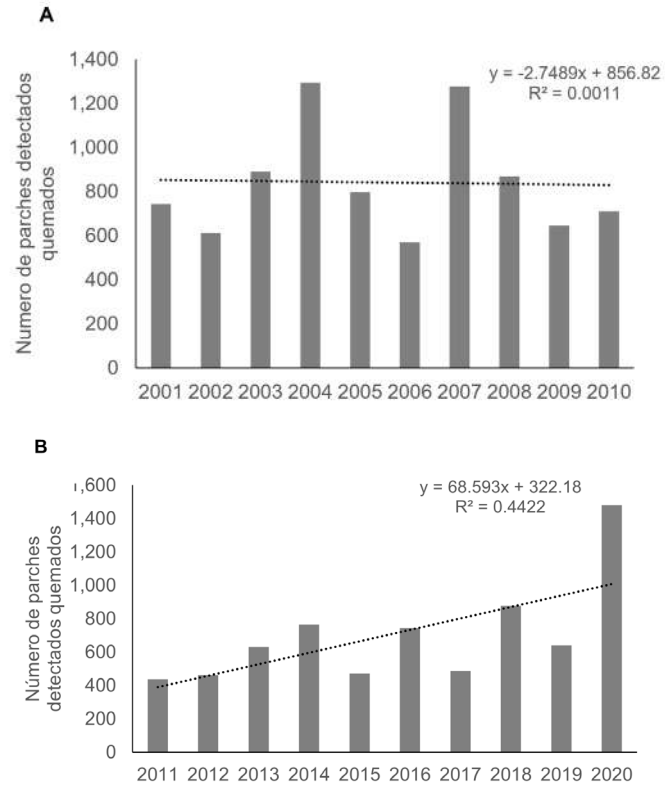 A
Numero de parches detectados
quemados
1,400
1,200
1,000
800
600
400
200
0
y = -2.7489x + 856.82
R² = 0.0011
2001 2002 2003 2004 2005 2006 2007 2008 2009 2010
B
Número de parches
detectados quemados
1,600
1,400
1,200
1,000
800
600
400
200
0
y = 68.593x + 322.18
R² = 0.4422
2011 2012 2013 2014 2015 2016 2017 2018 2019 2020